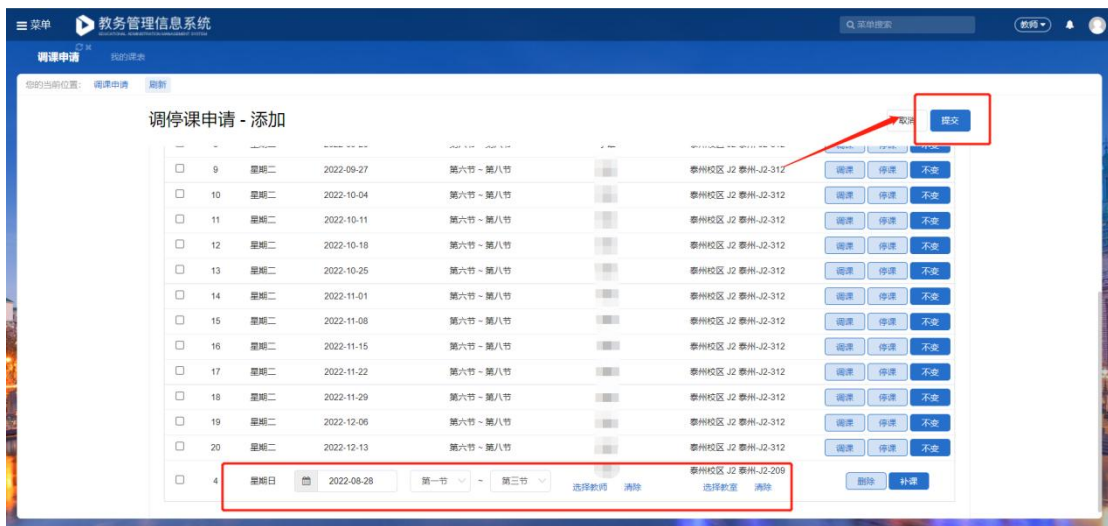 菜单 教务管理信息系统 菜单搜索 教师
调课申请 我的课表
您的当前位置: 调课申请 刷新
调停课申请 - 添加 取消 提交
9 星期二 2022-09-27 第六节 ~ 第八节 泰州校区 J2 泰州-J2-312 调课 停课 不变
10 星期二 2022-10-04 第六节 ~ 第八节 泰州校区 J2 泰州-J2-312 调课 停课 不变
11 星期二 2022-10-11 第六节 ~ 第八节 泰州校区 J2 泰州-J2-312 调课 停课 不变
12 星期二 2022-10-18 第六节 ~ 第八节 泰州校区 J2 泰州-J2-312 调课 停课 不变
13 星期二 2022-10-25 第六节 ~ 第八节 泰州校区 J2 泰州-J2-312 调课 停课 不变
14 星期二 2022-11-01 第六节 ~ 第八节 泰州校区 J2 泰州-J2-312 调课 停课 不变
15 星期二 2022-11-08 第六节 ~ 第八节 泰州校区 J2 泰州-J2-312 调课 停课 不变
16 星期二 2022-11-15 第六节 ~ 第八节 泰州校区 J2 泰州-J2-312 调课 停课 不变
17 星期二 2022-11-22 第六节 ~ 第八节 泰州校区 J2 泰州-J2-312 调课 停课 不变
18 星期二 2022-11-29 第六节 ~ 第八节 泰州校区 J2 泰州-J2-312 调课 停课 不变
19 星期二 2022-12-06 第六节 ~ 第八节 泰州校区 J2 泰州-J2-312 调课 停课 不变
20 星期二 2022-12-13 第六节 ~ 第八节 泰州校区 J2 泰州-J2-312 调课 停课 不变
泰州校区 J2 泰州-J2-209
4 星期日 2022-08-28 第一节 ~ 第三节 删除 补课
选择教师 清除 选择教室 清除